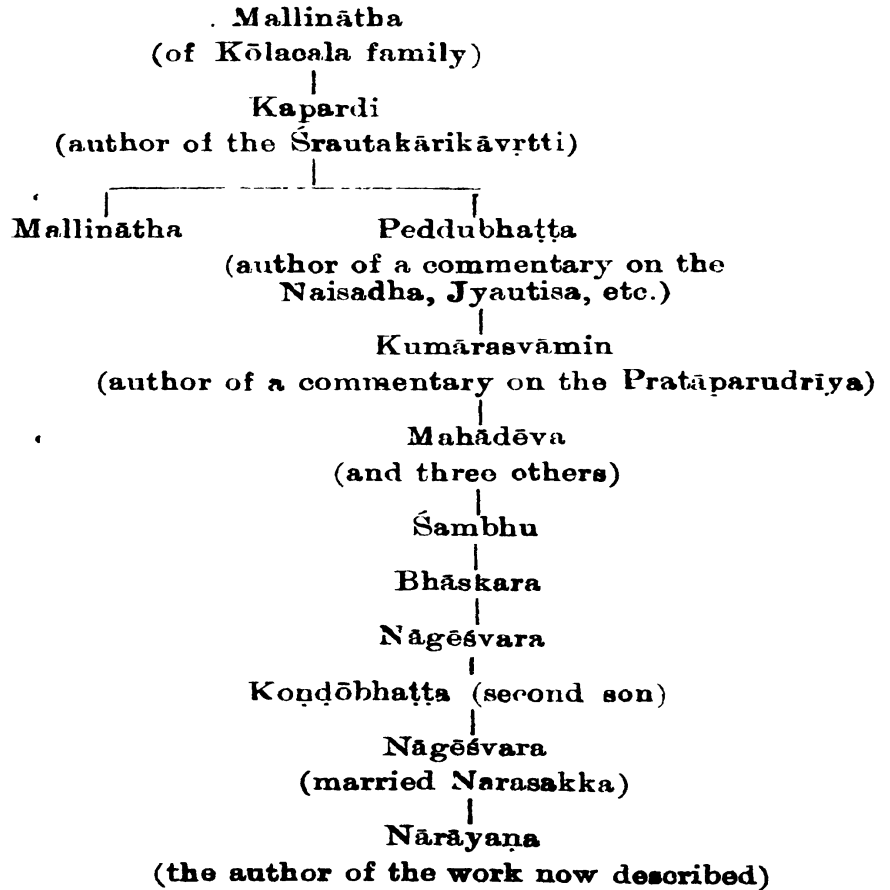 Mallinātha
(of Kōlacala family)
Kapardi
(author of the Śrautakārikāvṛtti)
Mallinātha Peddubhaṭṭa
(author of a commentary on the
Naisadha, Jyautisa, etc.)
Kumārasvāmin
(author of a commentary on the Pratāparudrīya)
Mahādēva
(and three others)
Śambhu
Bhāskara
Nāgēśvara
Koṇḍōbhaṭṭa (second son)
Nāgēśvara
(married Narasakka)
Nārāyaṇa
(the author of the work now described)